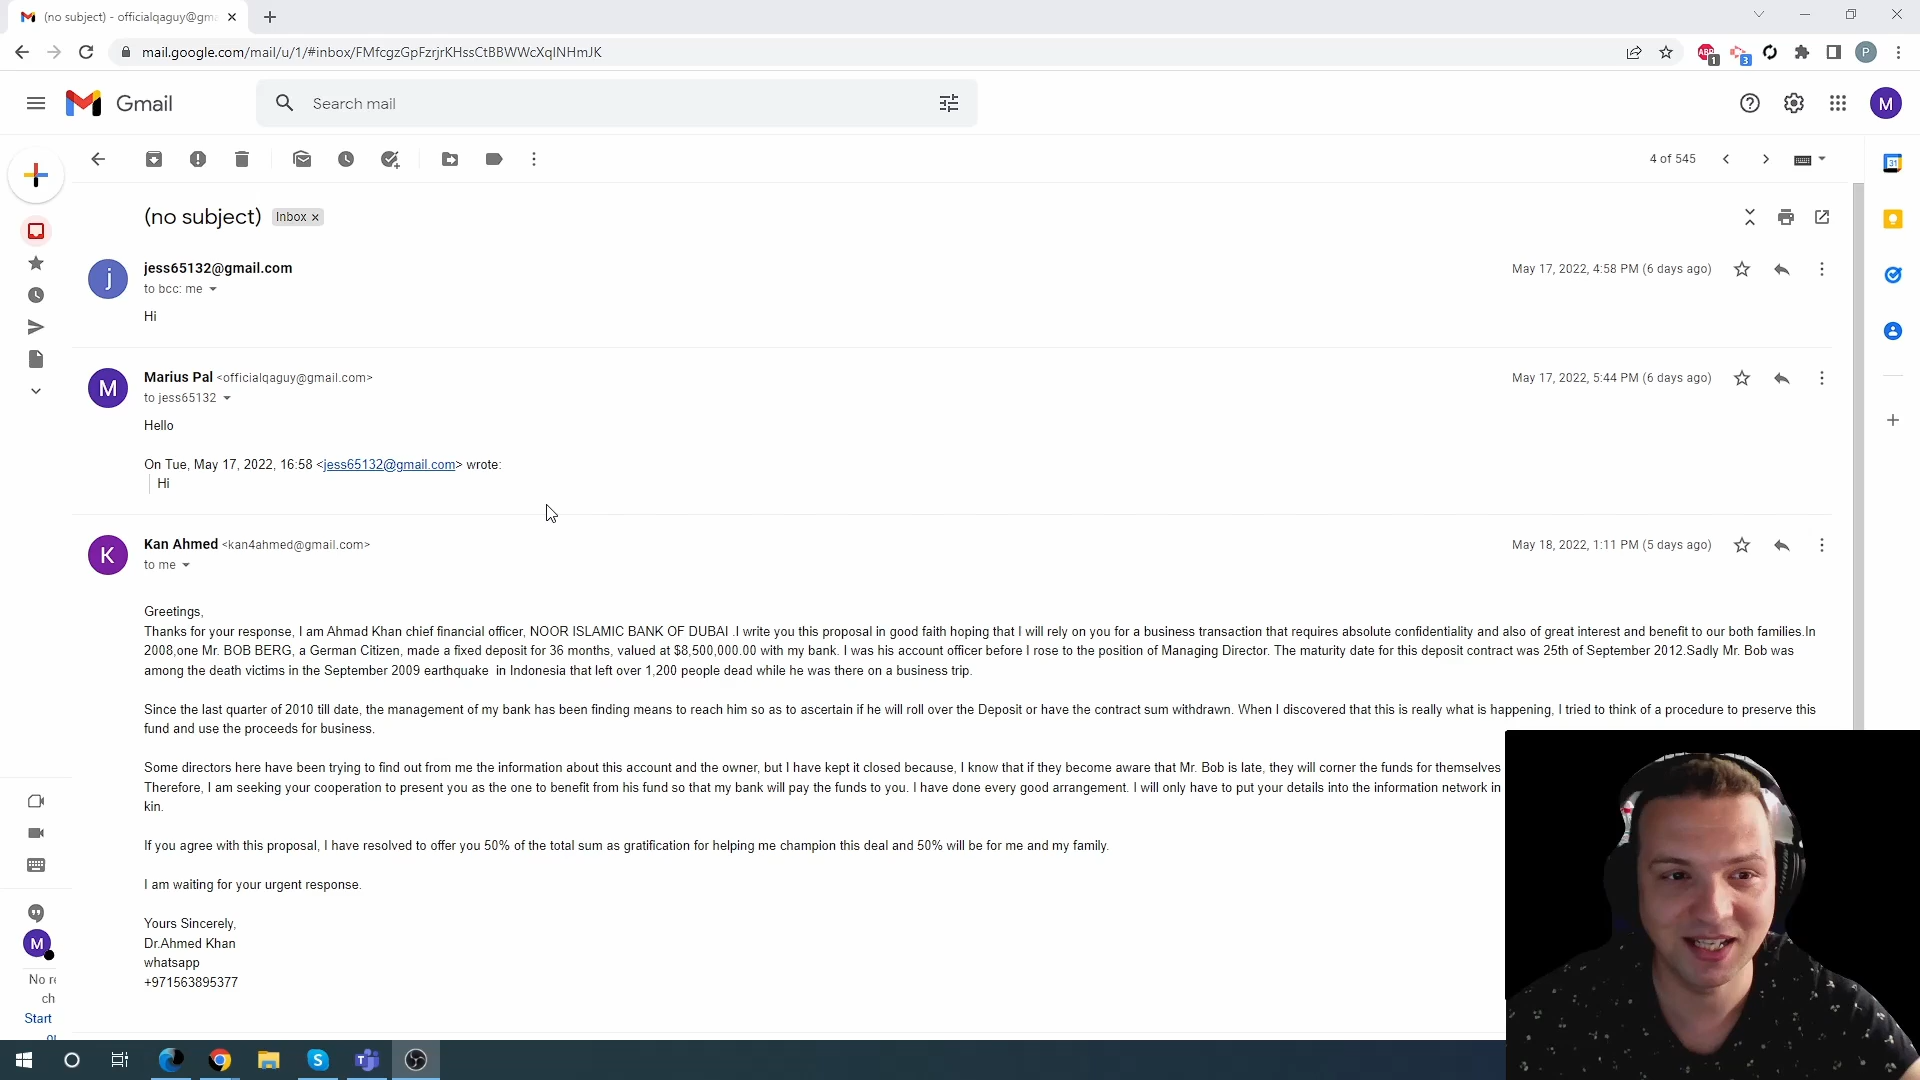 (no subject) - officialqaguy@gma
mail.google.com/mail/u/1/#inbox/FMfcgzGpFzrjrKHssCtBBWWcXqlNHmJK
ABP
1
3
P
Gmail
Search mail
M
4 of 545
31
(no subject)
Inbox x
j
jess65132@gmail.com
May 17, 2022, 4:58 PM (6 days ago)
to bcc: me
Hi
M
Marius Pal <officialqaguy@gmail.com>
May 17, 2022, 5:44 PM (6 days ago)
to jess65132
Hello
On Tue, May 17, 2022, 16:58 <jess65132@gmail.com> wrote:
Hi
K
Kan Ahmed <kan4ahmed@gmail.com>
May 18, 2022, 1:11 PM (5 days ago)
to me
Greetings,
Thanks for your response, I am Ahmad Khan chief financial officer, NOOR ISLAMIC BANK OF DUBAI .I write you this proposal in good faith hoping that I will rely on you for a business transaction that requires absolute confidentiality and also of great interest and benefit to our both families.In
2008,one Mr. BOB BERG, a German Citizen, made a fixed deposit for 36 months, valued at $8,500,000.00 with my bank. I was his account officer before I rose to the position of Managing Director. The maturity date for this deposit contract was 25th of September 2012.Sadly Mr. Bob was
among the death victims in the September 2009 earthquake  in Indonesia that left over 1,200 people dead while he was there on a business trip.
Since the last quarter of 2010 till date, the management of my bank has been finding means to reach him so as to ascertain if he will roll over the Deposit or have the contract sum withdrawn. When I discovered that this is really what is happening, I tried to think of a procedure to preserve this
fund and use the proceeds for business.
Some directors here have been trying to find out from me the information about this account and the owner, but I have kept it closed because, I know that if they become aware that Mr. Bob is late, they will corner the funds for themselves
Therefore, I am seeking your cooperation to present you as the one to benefit from his fund so that my bank will pay the funds to you. I have done every good arrangement. I will only have to put your details into the information network in
kin.
If you agree with this proposal, I have resolved to offer you 50% of the total sum as gratification for helping me champion this deal and 50% will be for me and my family.
I am waiting for your urgent response.
Yours Sincerely,
Dr.Ahmed Khan
whatsapp
+971563895377
M
No re
ch
Start